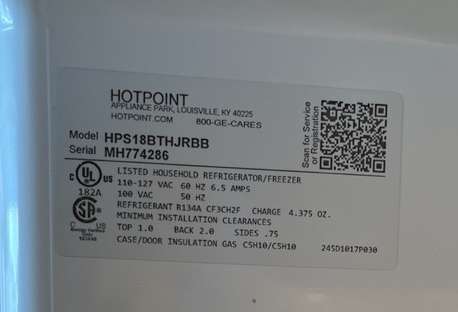 HOTPOINT
APPLIANCE PARK, LOUISVILLE, KY 40225
HOTPOINT.COM 800-GE-CARES
Scan for Service
or Registration
Model HPS18BTHJRBB
Serial MH774286
C UL US
LISTED HOUSEHOLD REFRIGERATOR/FREEZER
110-127 VAC 60 HZ 6.5 AMPS
182A
100 VAC 50 HZ
REFRIGERANT R134A CF3CH2F CHARGE 4.375 OZ.
MINIMUM INSTALLATION CLEARANCES
C US
TOP 1.0 BACK 2.0 SIDES .75
CASE/DOOR INSULATION GAS C5H10/C5H10 245D1017P030